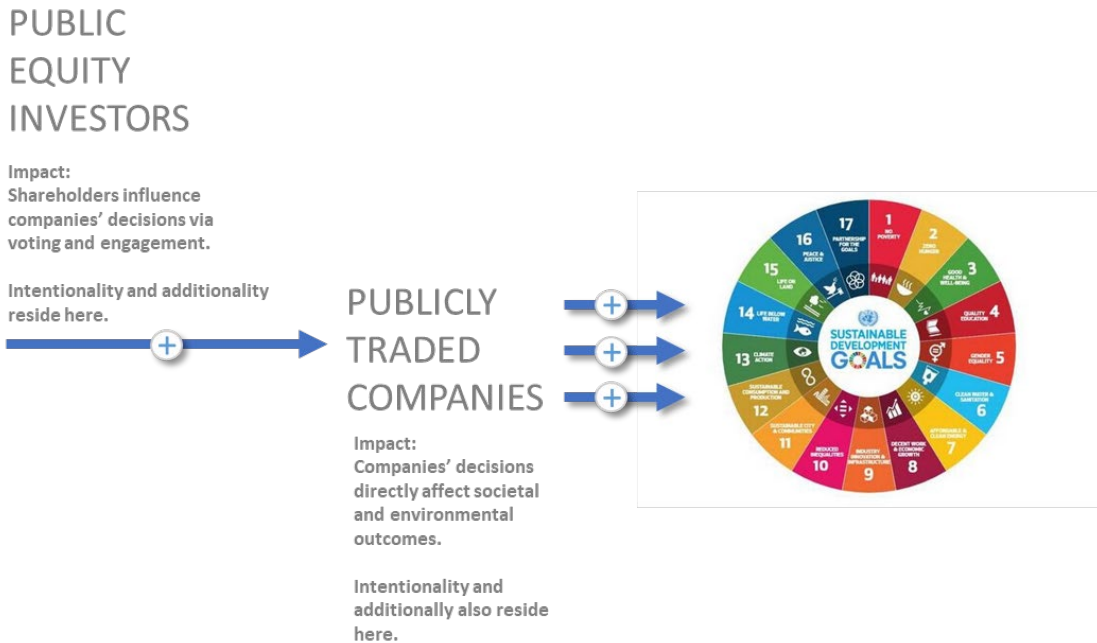 PUBLIC
EQUITY
INVESTORS
Impact:
Shareholders influence
companies’ decisions via
voting and engagement.
Intentionality and additionality
reside here.
PUBLICLY
TRADED
COMPANIES
Impact:
Companies’ decisions
directly affect societal
and environmental
outcomes.
Intentionality and
additionally also reside
here.
SUSTAINABLE
DEVELOPMENT
GOALS
1
NO
POVERTY
2
ZERO
HUNGER
3
GOOD
HEALTH &
WELL-BEING
QUALITY
EDUCATION
4
GENDER
EQUALITY
5
CLEAN WATER &
SANITATION
6
AFFORDABLE &
CLEAN ENERGY
7
DECENT WORK
& ECONOMIC
GROWTH
8
INDUSTRY
INNOVATION &
INFRASTRUCTURE
9
REDUCED
INEQUALITIES
10
SUSTAINABLE CITY
& COMMUNITIES
11
SUSTAINABLE
CONSUMPTION AND
PRODUCTION
12
13 CLIMATE
ACTION
14 LIFE BELOW
WATER
15
LIFE ON
LAND
16
PEACE &
JUSTICE
17
PARTNERSHIP
FOR THE
GOALS